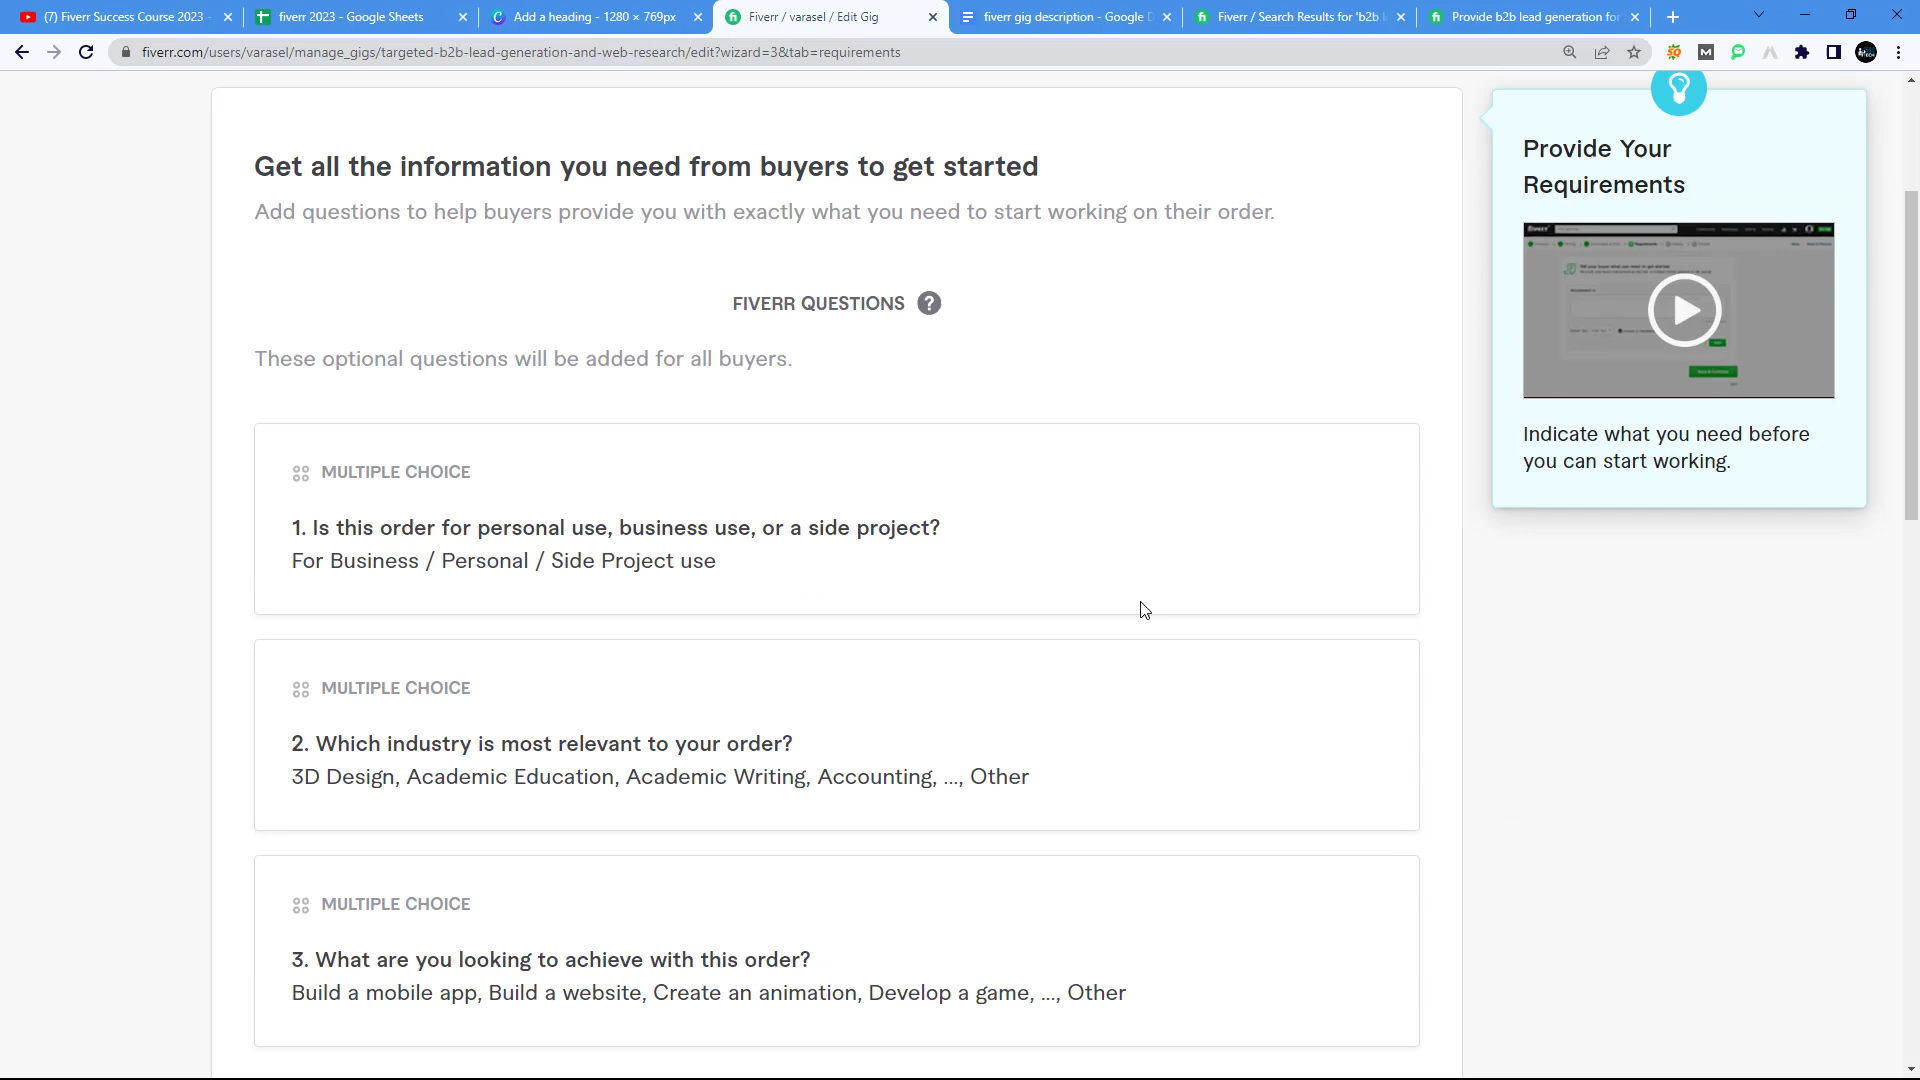 (7) Fiverr Success Course 2023 -
fiverr 2023 - Google Sheets
Add a heading - 1280 × 769px
Fiverr / varasel / Edit Gig
fiverr gig description - Google D
Fiverr / Search Results for 'b2b l
Provide b2b lead generation for
fiverr.com/users/varasel/manage_gigs/targeted-b2b-lead-generation-and-web-research/edit?wizard=3&tab=requirements
Get all the information you need from buyers to get started
Add questions to help buyers provide you with exactly what you need to start working on their order.
FIVERR QUESTIONS ?
These optional questions will be added for all buyers.
MULTIPLE CHOICE
1. Is this order for personal use, business use, or a side project?
For Business / Personal / Side Project use
MULTIPLE CHOICE
2. Which industry is most relevant to your order?
3D Design, Academic Education, Academic Writing, Accounting, ..., Other
MULTIPLE CHOICE
3. What are you looking to achieve with this order?
Build a mobile app, Build a website, Create an animation, Develop a game, ..., Other
Provide Your
Requirements
Indicate what you need before
you can start working.